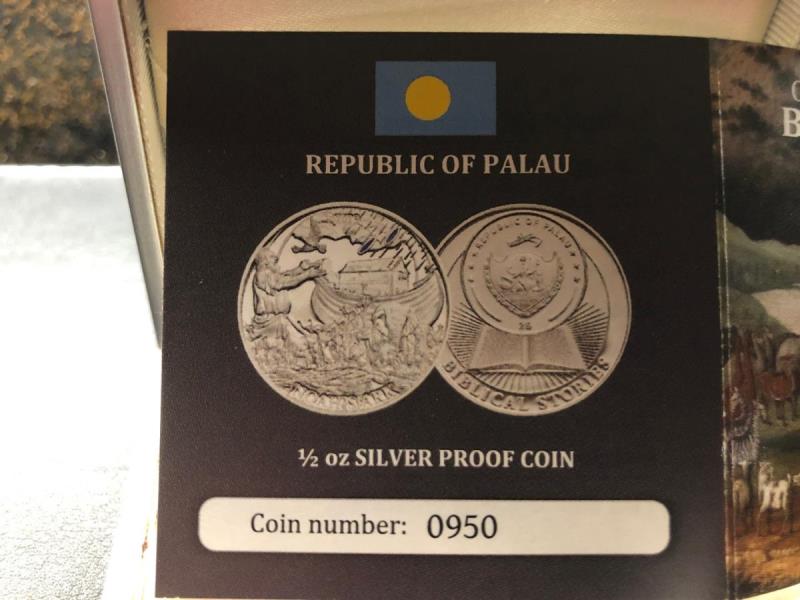 REPUBLIC OF PALAU
NOAH'S ARK
REPUBLIC OF PALAU
2$
BIBLICAL STORIES
½ oz SILVER PROOF COIN
Coin number: 0950